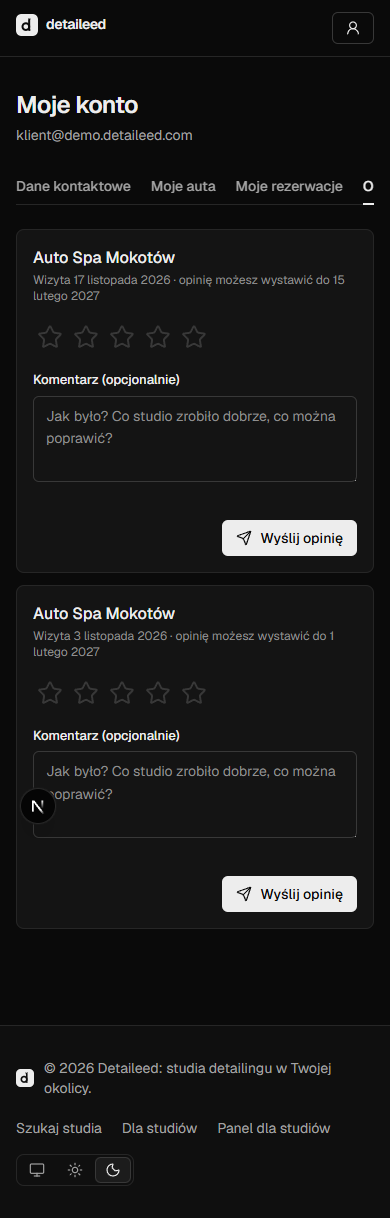 d detaileed
Moje konto
klient@demo.detaileed.com
Dane kontaktowe Moje auta Moje rezerwacje O
Auto Spa Mokotów
Wizyta 17 listopada 2026 · opinię możesz wystawić do 15
lutego 2027
Komentarz (opcjonalnie)
Jak było? Co studio zrobiło dobrze, co można
poprawić?
Wyślij opinię
Auto Spa Mokotów
Wizyta 3 listopada 2026 · opinię możesz wystawić do 1
lutego 2027
Komentarz (opcjonalnie)
Jak było? Co studio zrobiło dobrze, co można
poprawić?
N
Wyślij opinię
d © 2026 Detaileed: studia detailingu w Twojej
okolicy.
Szukaj studia Dla studiów Panel dla studiów